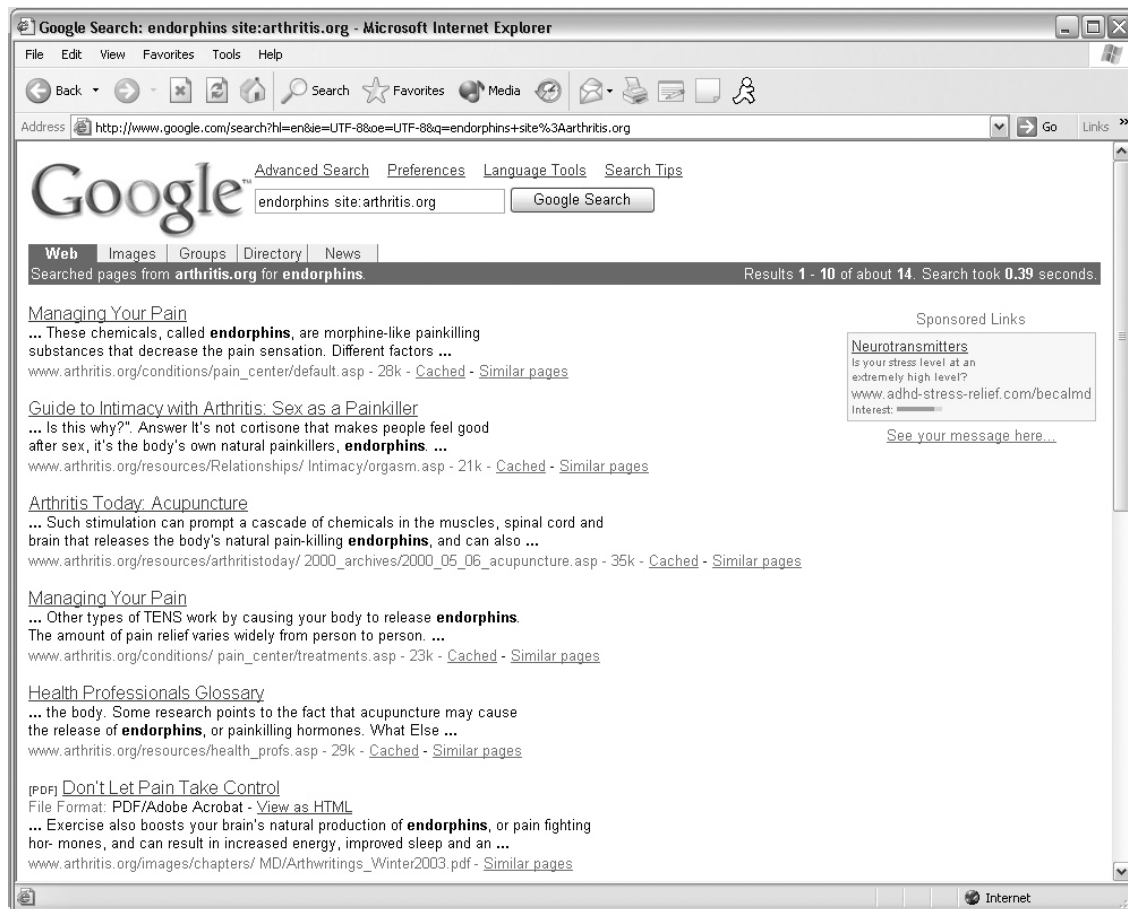 Google Search: endorphins site:arthritis.org - Microsoft Internet Explorer
File Edit View Favorites Tools Help
Back Search Favorites Media
Address http://www.google.com/search?hl=en&ie=UTF-8&oe=UTF-8&q=endorphins+site%3Aarthritis.org Go Links »
Advanced Search Preferences Language Tools Search Tips
Google™ endorphins site:arthritis.org Google Search
Web Images Groups Directory News
Searched pages from arthritis.org for endorphins. Results 1 - 10 of about 14. Search took 0.39 seconds.
Managing Your Pain
... These chemicals, called endorphins, are morphine-like painkilling
substances that decrease the pain sensation. Different factors ...
www.arthritis.org/conditions/pain_center/default.asp - 28k - Cached - Similar pages
Guide to Intimacy with Arthritis: Sex as a Painkiller
... Is this why?". Answer It's not cortisone that makes people feel good
after sex, it's the body's own natural painkillers, endorphins. ...
www.arthritis.org/resources/Relationships/ Intimacy/orgasm.asp - 21k - Cached - Similar pages
Arthritis Today: Acupuncture
... Such stimulation can prompt a cascade of chemicals in the muscles, spinal cord and
brain that releases the body's natural pain-killing endorphins, and can also ...
www.arthritis.org/resources/arthritistoday/ 2000_archives/2000_05_06_acupuncture.asp - 35k - Cached - Similar pages
Managing Your Pain
... Other types of TENS work by causing your body to release endorphins.
The amount of pain relief varies widely from person to person. ...
www.arthritis.org/conditions/ pain_center/treatments.asp - 23k - Cached - Similar pages
Health Professionals Glossary
... the body. Some research points to the fact that acupuncture may cause
the release of endorphins, or painkilling hormones. What Else ...
www.arthritis.org/resources/health_profs.asp - 29k - Cached - Similar pages
[PDF] Don't Let Pain Take Control
File Format: PDF/Adobe Acrobat - View as HTML
... Exercise also boosts your brain's natural production of endorphins, or pain fighting
hor- mones, and can result in increased energy, improved sleep and an ...
www.arthritis.org/images/chapters/ MD/Arthwritings_Winter2003.pdf - Similar pages
Sponsored Links
Neurotransmitters
Is your stress level at an
extremely high level?
www.adhd-stress-relief.com/becalmd
Interest:
See your message here...
Internet